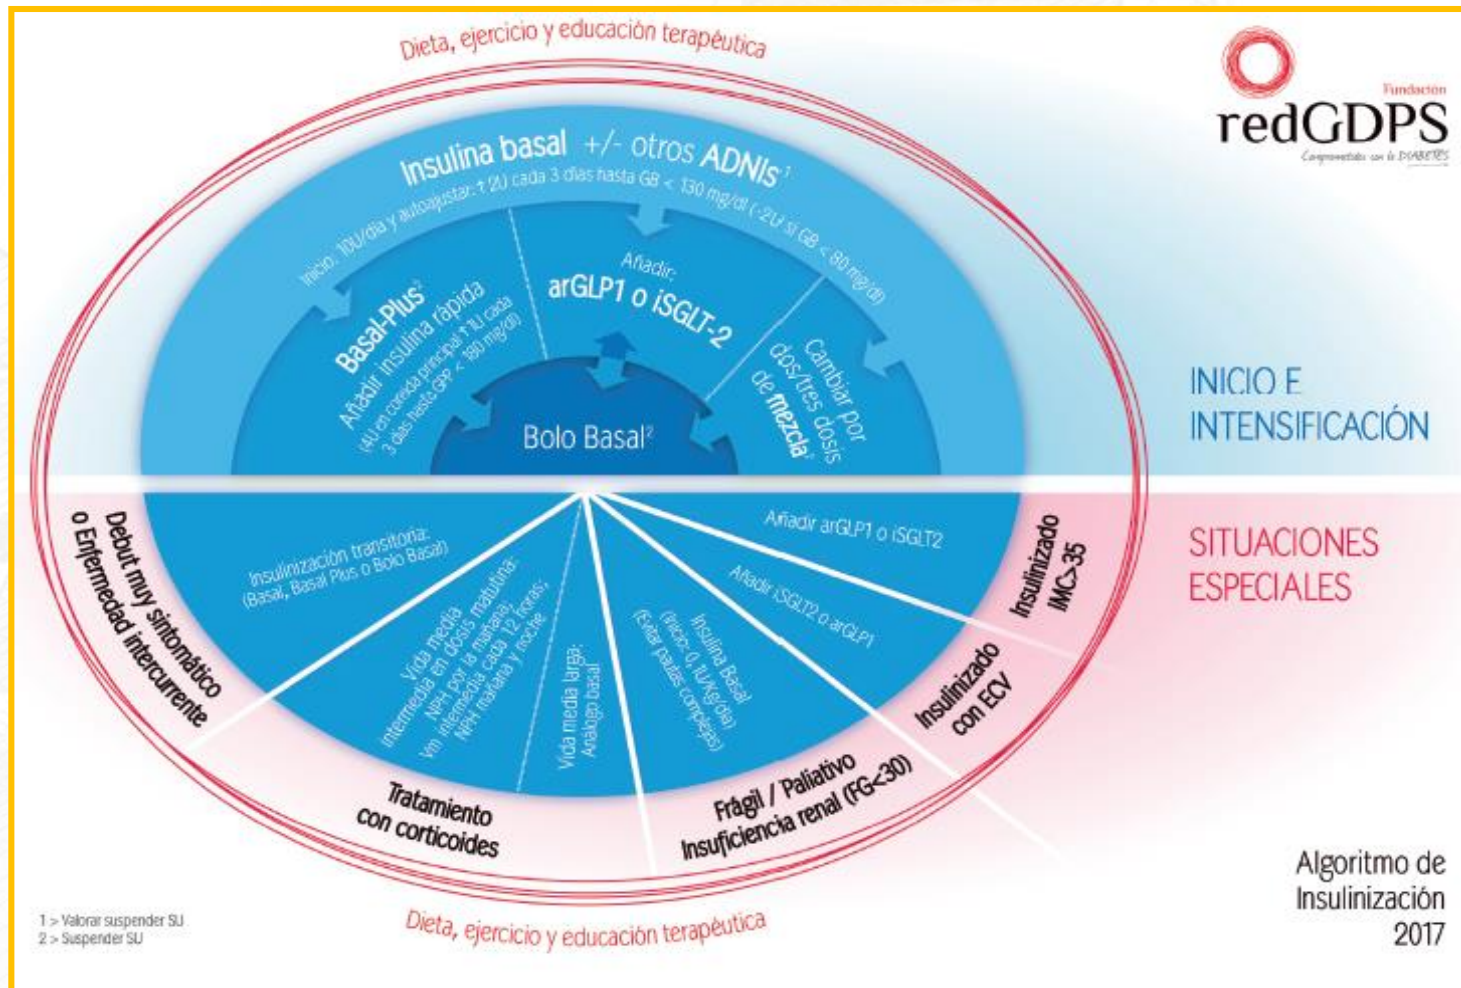 Dieta, ejercicio y educación terapéutica
Fundación
redGDPS
Comprometidos con la DIABETES
Insulina basal +/- otros ADNIs.1
Inicio: 10U/día y autoajustar: ↑2U cada 3 días hasta GB < 130 mg/dl (-2U si GB < 80 mg/dl)
Basal-Plus2
Añadir insulina rápida
(4U en comida principal ↑1U cada
3 días hasta GPP < 180 mg/dl)
Añadir:
arGLP1 o iSGLT-2
Cambiar por
dos/tres dosis
de mezcla2
Bolo Basal2
INICIO E
INTENSIFICACIÓN
Debut muy sintomático
o Enfermedad intercurrente
Insulinización transitoria:
(Basal, Basal Plus o Bolo Basal)
Vida media
intermedia en dosis matutina:
NPH por la mañana;
Vm intermedia cada 12 horas;
NPH mañana y noche
Vida media larga:
Análogo basal
Tratamiento
con corticoides
Insulina Basal
(Inicio: 0,1U/Kg/día)
(Evitar pautas complejas)
Frágil / Paliativo
Insuficiencia renal (FG<30)
Añadir iSGLT2 o arGLP1
Insulinizado
con ECV
Añadir arGLP1 o iSGLT2
Insulinizado
IMC>35
SITUACIONES
ESPECIALES
Dieta, ejercicio y educación terapéutica
1 > Valorar suspender SU
2 > Suspender SU
Algoritmo de
Insulinización
2017